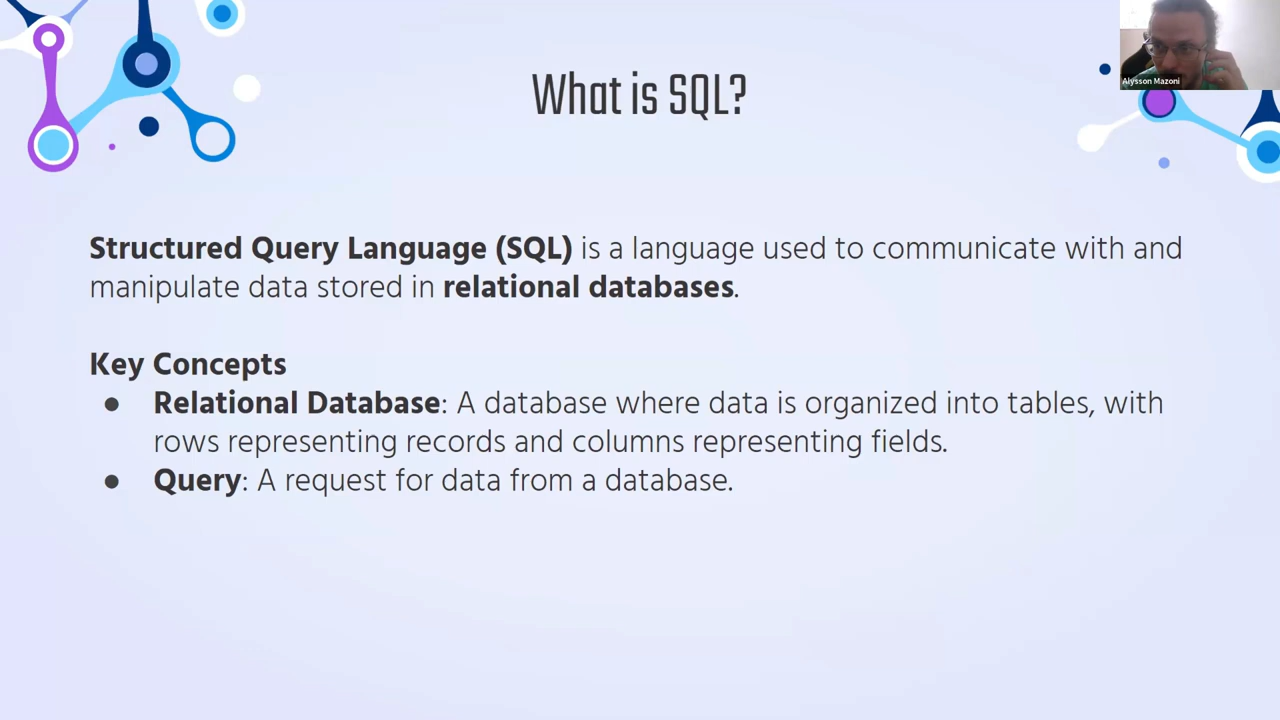 Alysson Mazoni
What is SQL?
Structured Query Language (SQL) is a language used to communicate with and
manipulate data stored in relational databases.
Key Concepts
● Relational Database: A database where data is organized into tables, with
rows representing records and columns representing fields.
● Query: A request for data from a database.